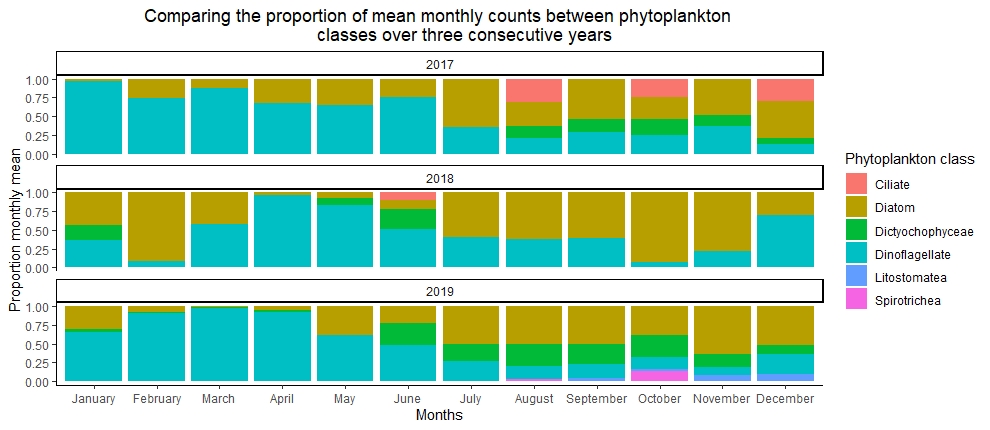 Comparing the proportion of mean monthly counts between phytoplankton
classes over three consecutive years
2017
1.00
0.75
0.50
0.25
0.00
2018
1.00
0.75
0.50
0.25
0.00
2019
1.00
0.75
0.50
0.25
0.00
Proportion monthly mean
January February March April May June July August September October November December
Months
Phytoplankton class
Ciliate
Diatom
Dictyochophyceae
Dinoflagellate
Litostomatea
Spirotrichea